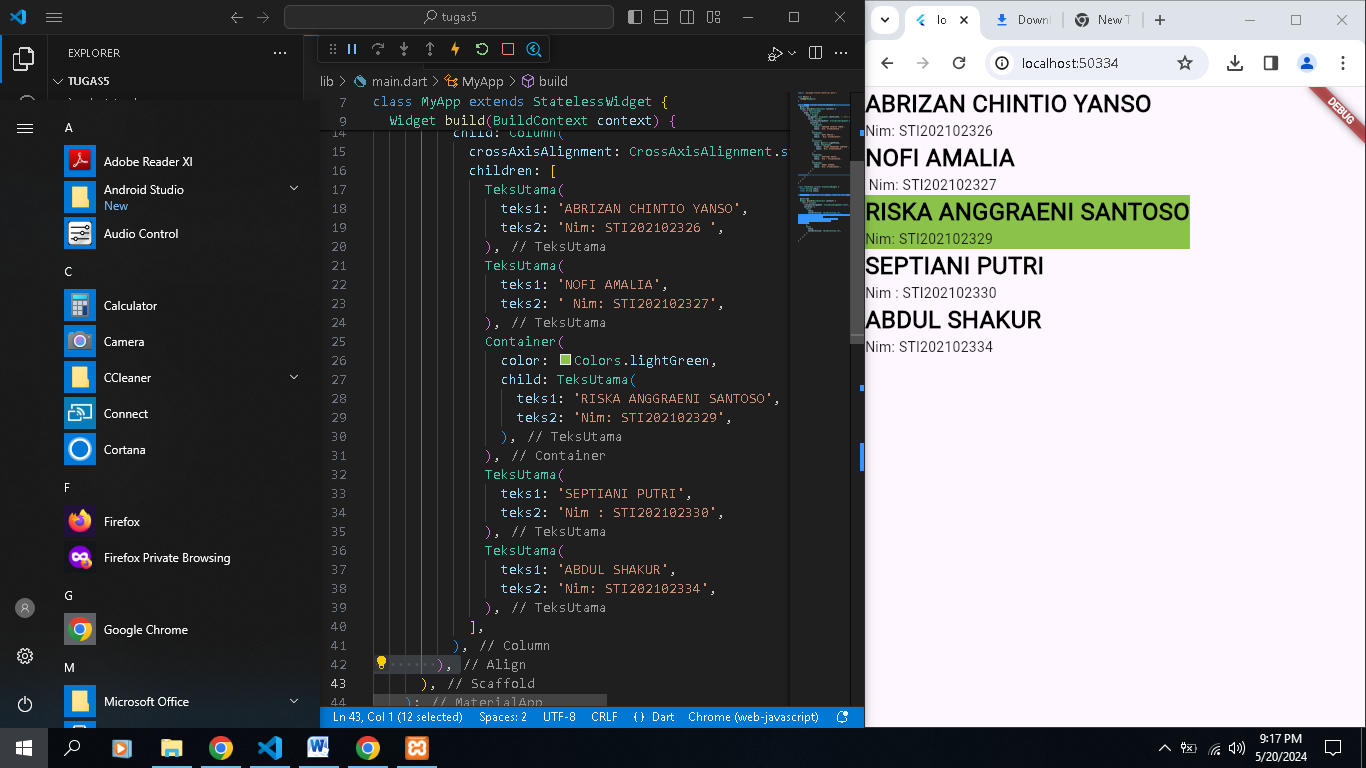 tugas5
lo
Downl
New T
localhost:50334
EXPLORER
TUGAS5
lib > main.dart > MyApp > build
7 class MyApp extends StatelessWidget {
9 Widget build(BuildContext context) {
14 child: Column(
15 crossAxisAlignment: CrossAxisAlignment.st
16 children: [
17 TeksUtama(
18 teks1: 'ABRIZAN CHINTIO YANSO',
19 teks2: 'Nim: STI202102326 ',
20 ), // TeksUtama
21 TeksUtama(
22 teks1: 'NOFI AMALIA',
23 teks2: ' Nim: STI202102327',
24 ), // TeksUtama
25 Container(
26 color: Colors.lightGreen,
27 child: TeksUtama(
28 teks1: 'RISKA ANGGRAENI SANTOSO',
29 teks2: 'Nim: STI202102329',
30 ), // TeksUtama
31 ), // Container
32 TeksUtama(
33 teks1: 'SEPTIANI PUTRI',
34 teks2: 'Nim : STI202102330',
35 ), // TeksUtama
36 TeksUtama(
37 teks1: 'ABDUL SHAKUR',
38 teks2: 'Nim: STI202102334',
39 ), // TeksUtama
40 ],
41 ), // Column
42 ), // Align
43 ), // Scaffold
44 ); // MaterialApp
Ln 43, Col 1 (12 selected)
Spaces: 2
UTF-8
CRLF
{ } Dart
Chrome (web-javascript)
A
Adobe Reader XI
Android Studio
New
Audio Control
C
Calculator
Camera
CCleaner
Connect
Cortana
F
Firefox
Firefox Private Browsing
G
Google Chrome
M
Microsoft Office
ABRIZAN CHINTIO YANSO
Nim: STI202102326
NOFI AMALIA
Nim: STI202102327
RISKA ANGGRAENI SANTOSO
Nim: STI202102329
SEPTIANI PUTRI
Nim : STI202102330
ABDUL SHAKUR
Nim: STI202102334
DEBUG
9:17 PM
5/20/2024